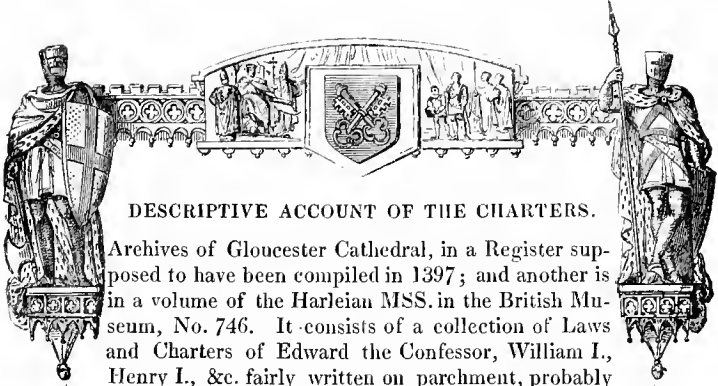 DESCRIPTIVE ACCOUNT OF THE CHARTERS.
Archives of Gloucester Cathedral, in a Register sup-
posed to have been compiled in 1397; and another is
in a volume of the Harleian MSS. in the British Mu-
seum, No. 746. It consists of a collection of Laws
and Charters of Edward the Confessor, William I.,
Henry I., &c. fairly written on parchment, probably